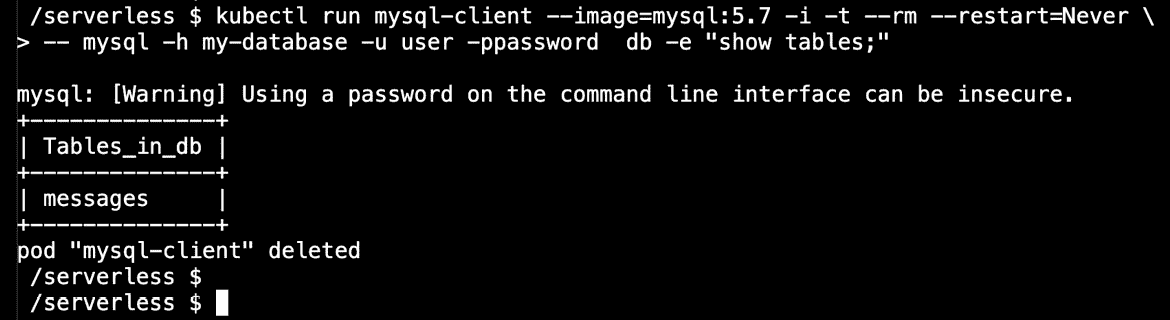 /serverless $ kubectl run mysql-client --image=mysql:5.7 -i -t --rm --restart=Never \
> -- mysql -h my-database -u user -ppassword  db -e "show tables;"
mysql: [Warning] Using a password on the command line interface can be insecure.
+--------------+
| Tables_in_db |
+--------------+
| messages     |
+--------------+
pod "mysql-client" deleted
/serverless $
/serverless $